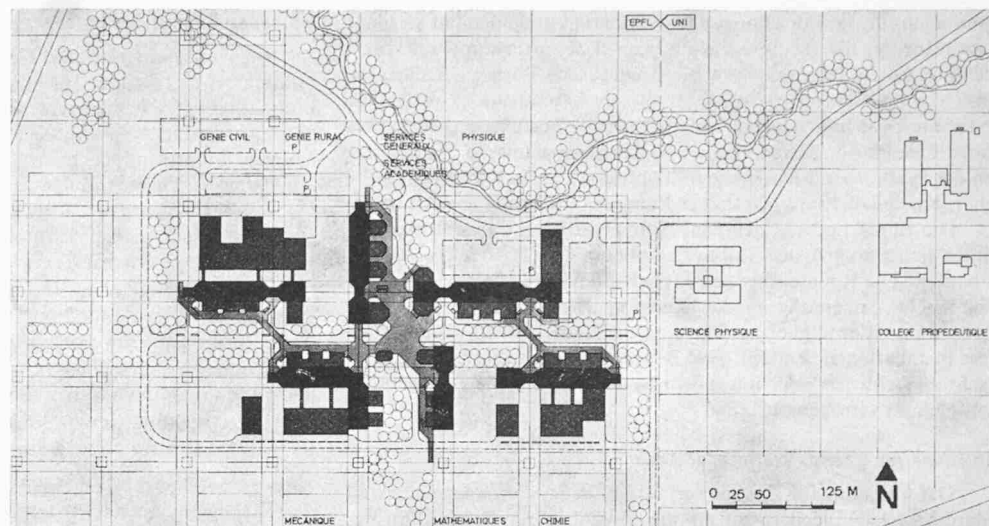 EPFL UNI
GENIE CIVIL
GENIE RURAL
P
SERVICES
GENERAUX
SERVICES
ACADEMIQUES
PHYSIQUE
P
P
P
SCIENCE PHYSIQUE
COLLEGE PROPEDEUTIQUE
0 25 50 125 M
N
MECANIQUE
MATHEMATIQUES
CHIMIE